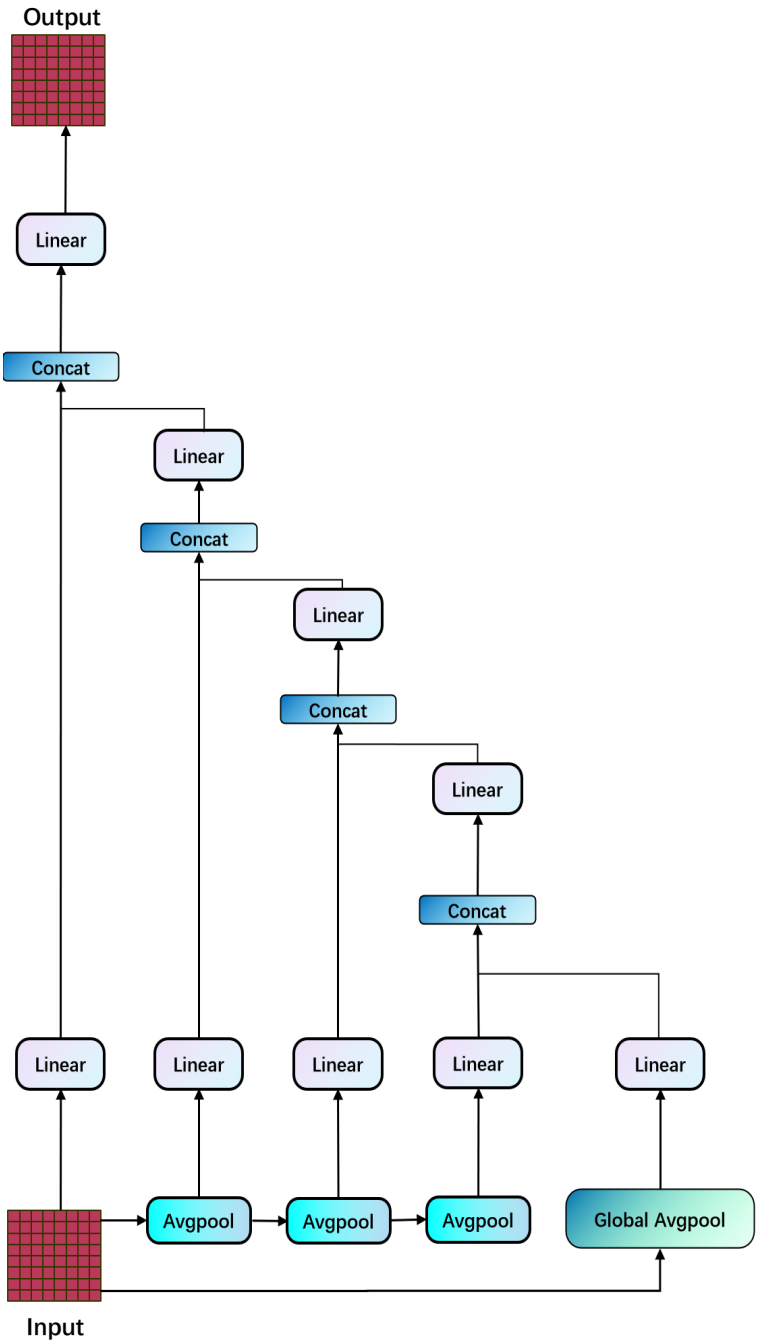 Output
Linear
Concat
Linear
Concat
Linear
Concat
Linear
Concat
Linear
Linear
Linear
Linear
Linear
Avgpool
Avgpool
Avgpool
Global Avgpool
Input